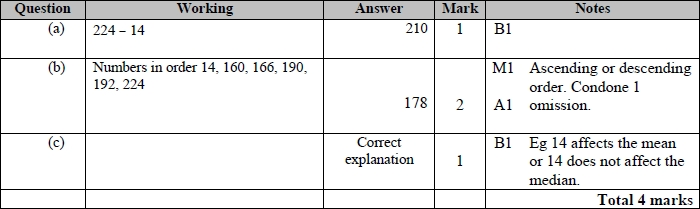 Question Working Answer Mark Notes
(a) 224 – 14 210 1 B1
(b) Numbers in order 14, 160, 166, 190, M1 Ascending or descending
192, 224 order. Condone 1
178 2 A1 omission.
(c) Correct B1 Eg 14 affects the mean
explanation 1 or 14 does not affect the
median.
Total 4 marks